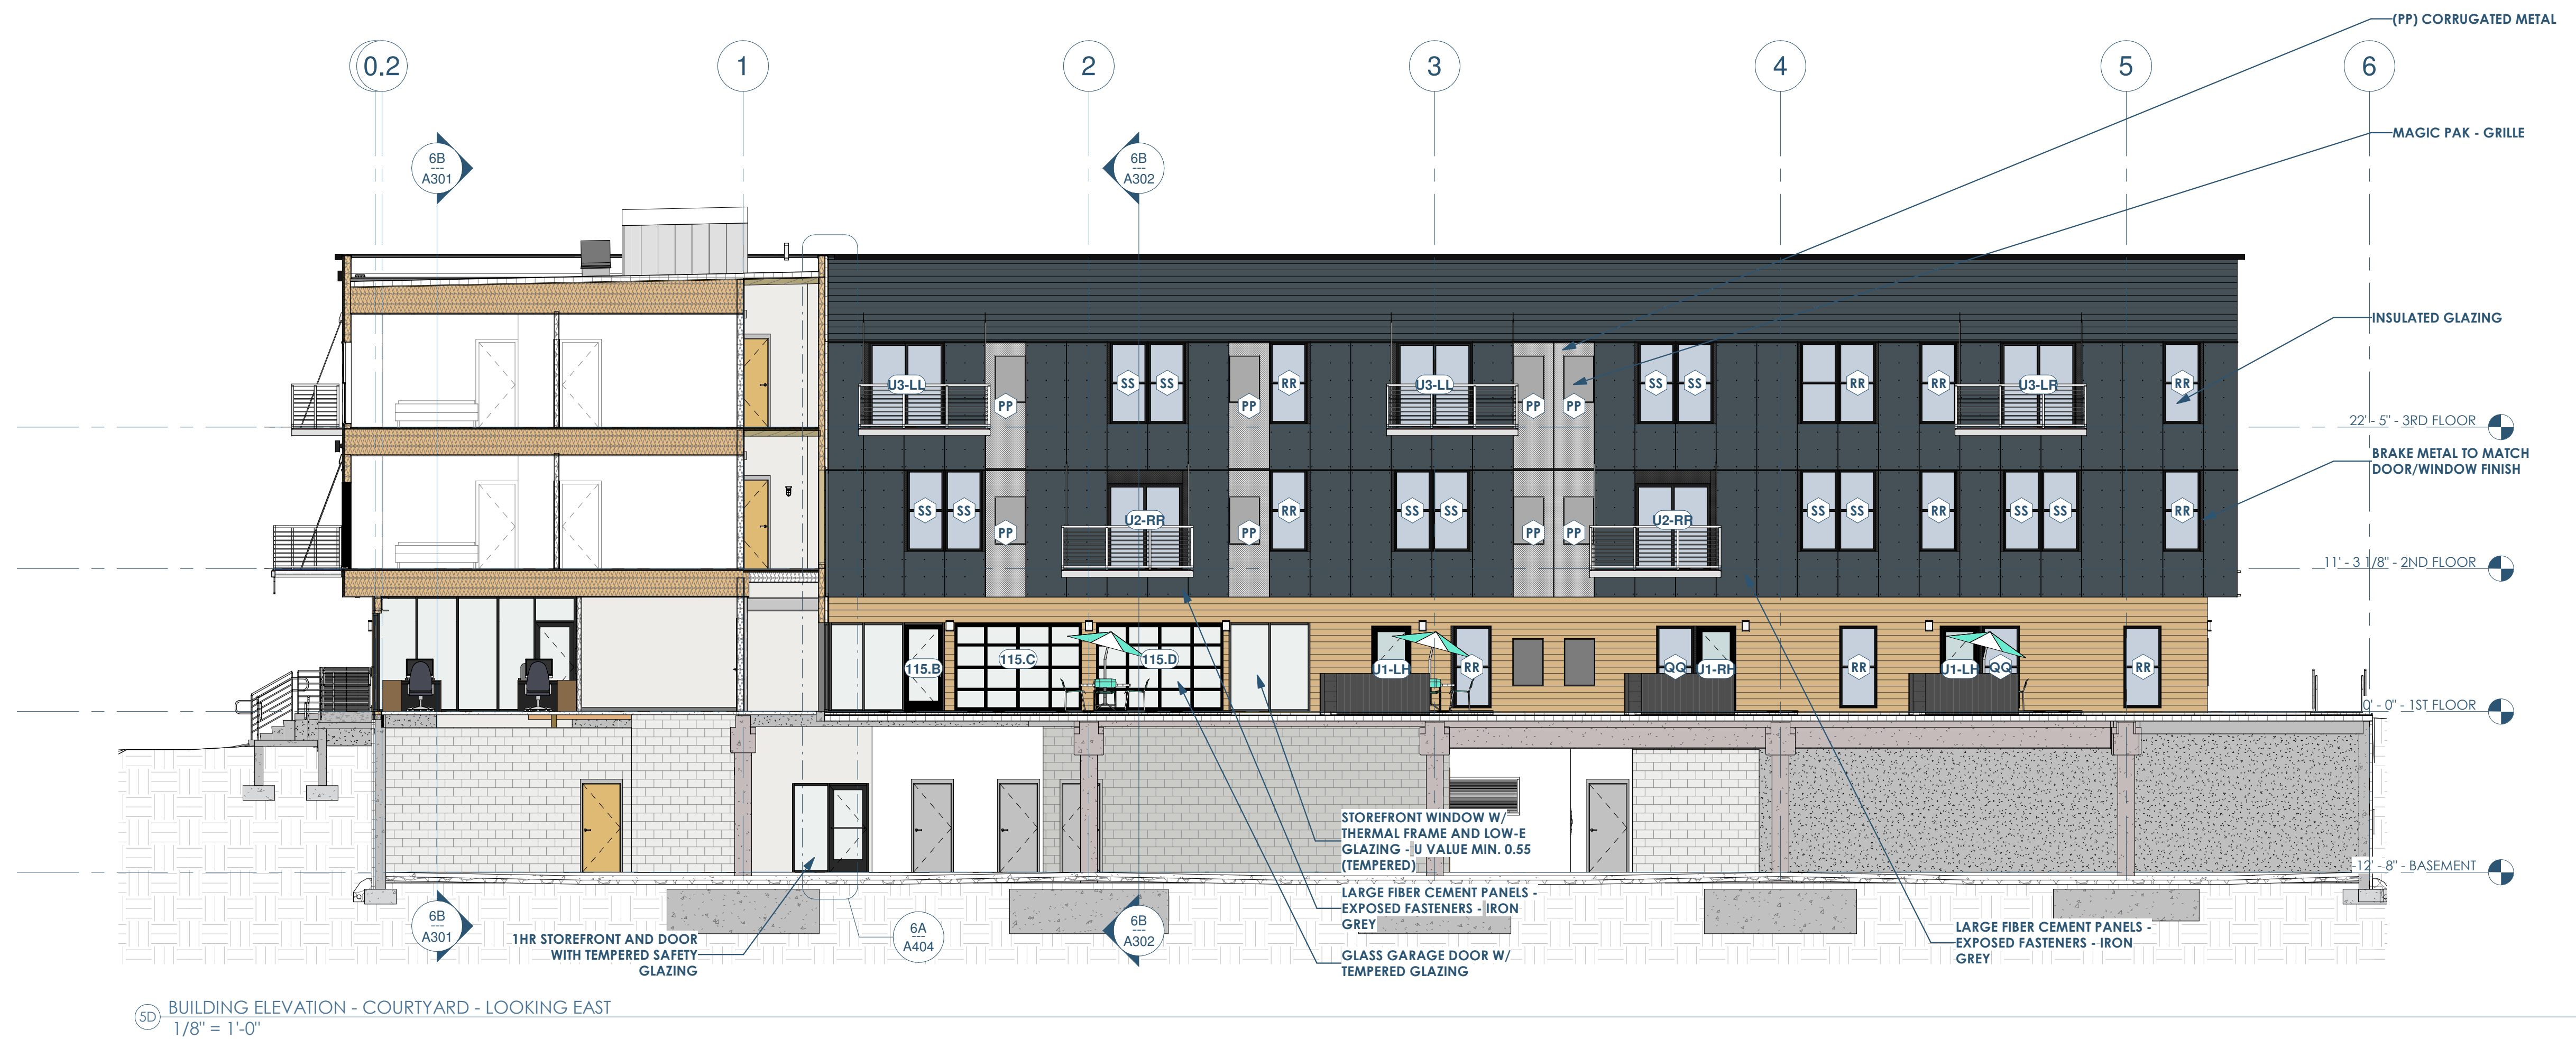 (PP) CORRUGATED METAL
0.2 1 2 3 4 5 6
MAGIC PAK - GRILLE
6B
A301
6B
A302
INSULATED GLAZING
U3-LL SS SS RR U3-LL SS SS RR RR U3-LR RR
PP PP PP PP
22' - 5" - 3RD FLOOR
BRAKE METAL TO MATCH
DOOR/WINDOW FINISH
SS SS U2-RR RR SS SS U2-RR SS SS RR SS SS RR
PP PP PP PP
11' - 3 1/8" - 2ND FLOOR
115.B 115.C 115.D U1-LH RR QQ U1-RH RR U1-LH QQ RR
0' - 0" - 1ST FLOOR
STOREFRONT WINDOW W/
THERMAL FRAME AND LOW-E
GLAZING - U VALUE MIN. 0.55
(TEMPERED)
-12' - 8" - BASEMENT
LARGE FIBER CEMENT PANELS -
EXPOSED FASTENERS - IRON
GREY
6B
A301
6A
A404
6B
A302
1HR STOREFRONT AND DOOR
WITH TEMPERED SAFETY
GLAZING
GLASS GARAGE DOOR W/
TEMPERED GLAZING
LARGE FIBER CEMENT PANELS -
EXPOSED FASTENERS - IRON
GREY
5D BUILDING ELEVATION - COURTYARD - LOOKING EAST
1/8" = 1'-0"